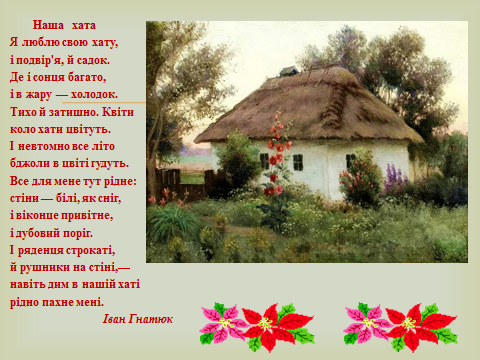 Наша хата
Я люблю свою хату,
і подвір'я, й садок.
Де і сонця багато,
і в жару — холодок.
Тихо й затишно. Квіти
коло хати цвітуть.
І невтомно все літо
бджоли в цвіті гудуть.
Все для мене тут рідне:
стіни — білі, як сніг,
і віконце привітне,
і дубовий поріг.
І ряденця строкаті,
й рушники на стіні,—
навіть дим в нашій хаті
рідно пахне мені.
Іван Гнатюк